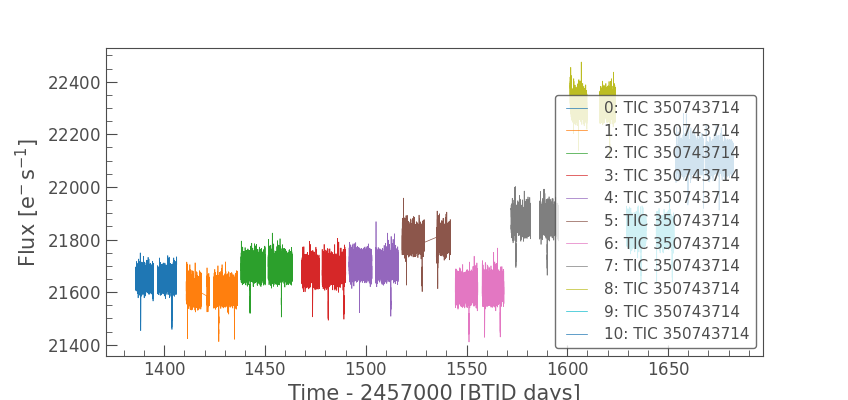 22400
22200
22000
21800
21600
21400
Flux [e⁻ s⁻¹]
0: TIC 350743714
1: TIC 350743714
2: TIC 350743714
3: TIC 350743714
4: TIC 350743714
5: TIC 350743714
6: TIC 350743714
7: TIC 350743714
8: TIC 350743714
9: TIC 350743714
10: TIC 350743714
1400 1450 1500 1550 1600 1650
Time - 2457000 [BTJD days]